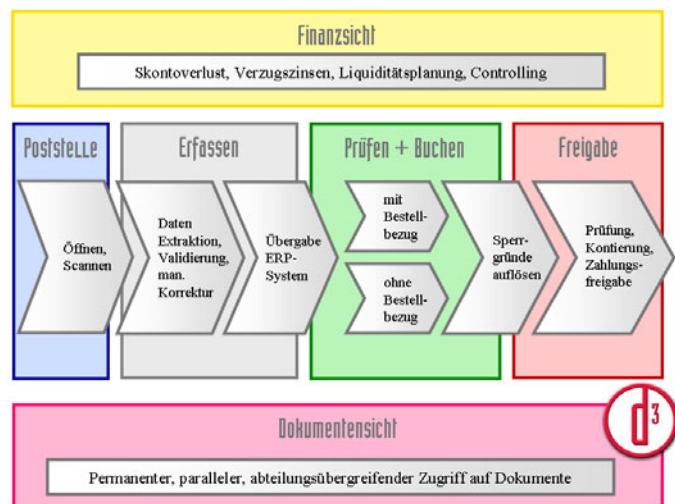 Finanzsicht
Skontoverlust, Verzugszinsen, Liquiditätsplanung, Controlling
Poststelle
Öffnen,
Scannen
Erfassen
Daten
Extraktion,
Validierung,
man.
Korrektur
Übergabe
ERP-
System
Prüfen + Buchen
mit
Bestell-
bezug
ohne
Bestell-
bezug
Sperr-
gründe
auflösen
Freigabe
Prüfung,
Kontierung,
Zahlungs-
freigabe
d3
Dokumentensicht
Permanenter, paralleler, abteilungsübergreifender Zugriff auf Dokumente